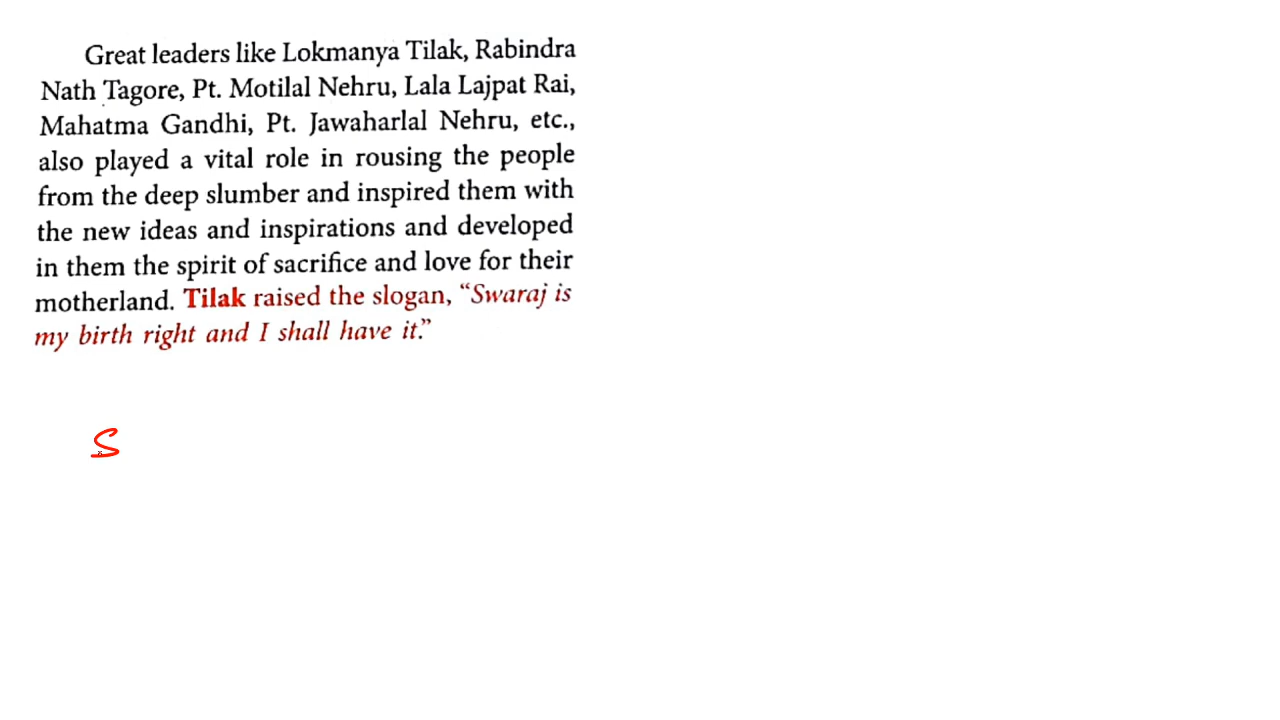 Great leaders like Lokmanya Tilak, Rabindra
Nath Tagore, Pt. Motilal Nehru, Lala Lajpat Rai,
Mahatma Gandhi, Pt. Jawaharlal Nehru, etc.,
also played a vital role in rousing the people
from the deep slumber and inspired them with
the new ideas and inspirations and developed
in them the spirit of sacrifice and love for their
motherland. Tilak raised the slogan, “Swaraj is
my birth right and I shall have it.”
S